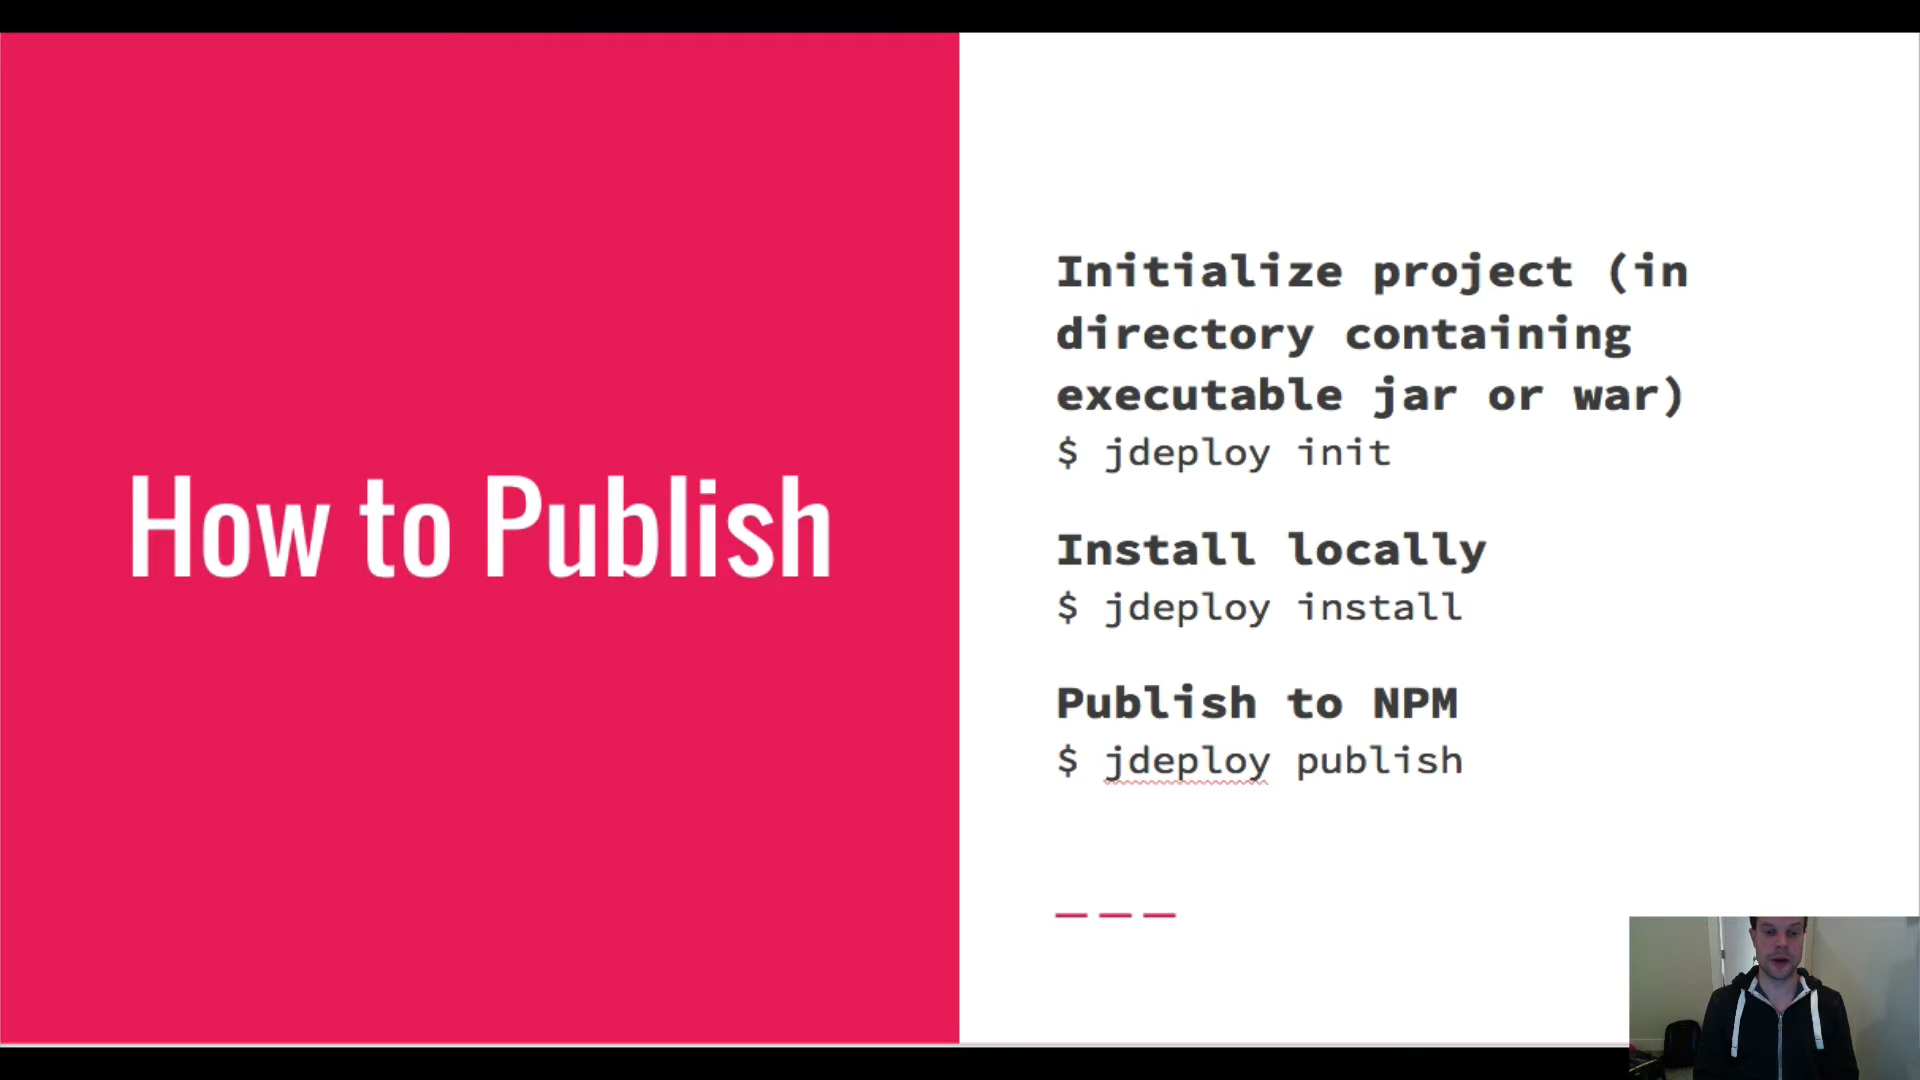 How to Publish
Initialize project (in
directory containing
executable jar or war)
$ jdeploy init
Install locally
$ jdeploy install
Publish to NPM
$ jdeploy publish